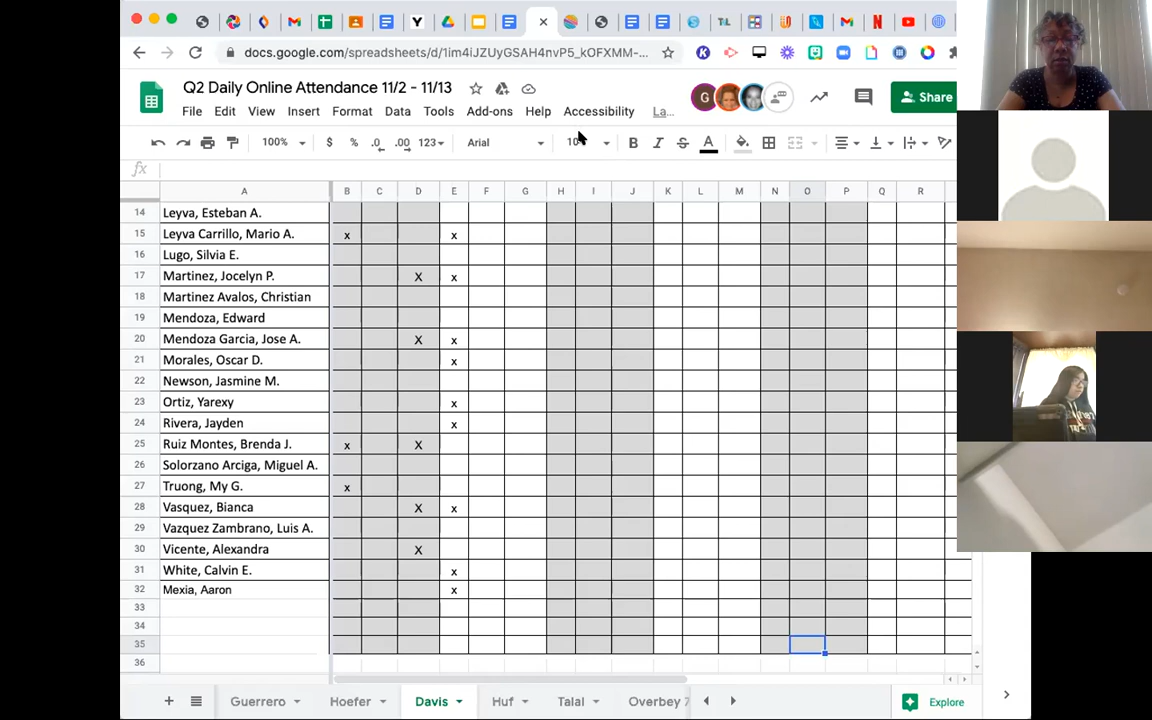 docs.google.com/spreadsheets/d/1im4iJZUyGSAH4nvP5_kOFXMM-...
Q2 Daily Online Attendance 11/2 - 11/13
File Edit View Insert Format Data Tools Add-ons Help Accessibility La...
Share
100% $ % .0 .00 123 Arial 10 B I S A
fx
A B C D E F G H I J K L M N O P Q R
14 Leyva, Esteban A.
15 Leyva Carrillo, Mario A. x x
16 Lugo, Silvia E.
17 Martinez, Jocelyn P. X x
18 Martinez Avalos, Christian
19 Mendoza, Edward
20 Mendoza Garcia, Jose A. X x
21 Morales, Oscar D. x
22 Newson, Jasmine M.
23 Ortiz, Yarexy x
24 Rivera, Jayden x
25 Ruiz Montes, Brenda J. x X
26 Solorzano Arciga, Miguel A.
27 Truong, My G. x
28 Vasquez, Bianca X x
29 Vazquez Zambrano, Luis A.
30 Vicente, Alexandra X
31 White, Calvin E. x
32 Mexia, Aaron x
33
34
35
36
Guerrero Hoefer Davis Huf Talal Overbey 7 Explore